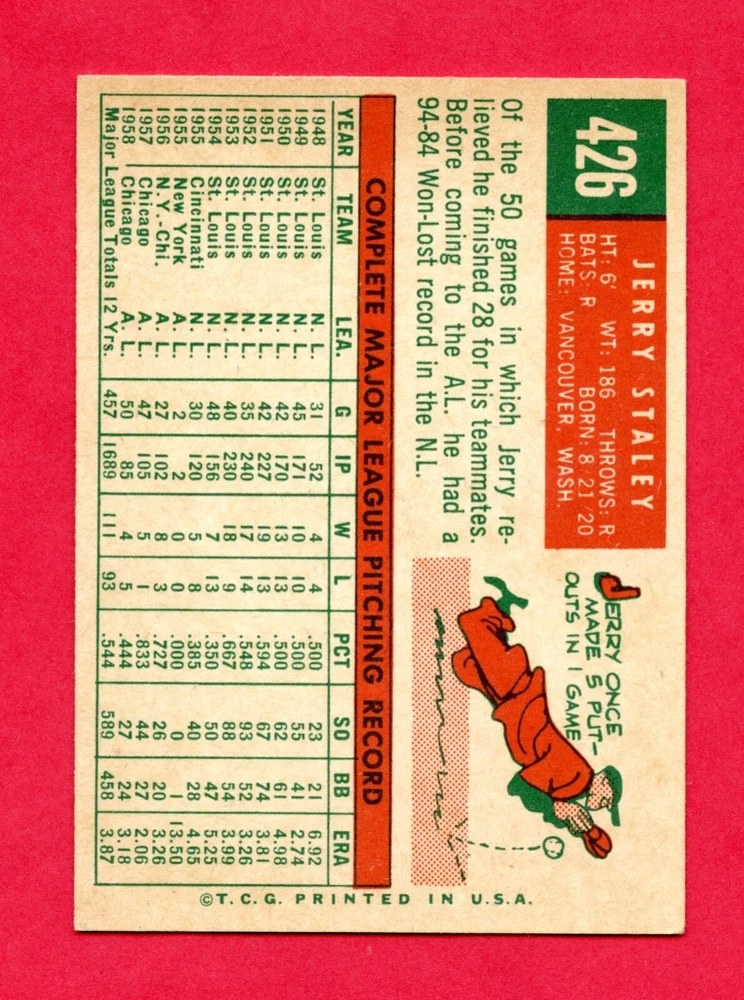 426
JERRY STALEY
HT: 6' WT: 186 THROWS: R
BATS: R BORN: 8/21/20
HOME: VANCOUVER, WASH.
JERRY ONCE
MADE 5 PUT-
OUTS IN 1 GAME
Of the 50 games in which Jerry re-
lieved he finished 28 for his teammates.
Before coming to the A.L. he had a
94-84 Won-Lost record in the N.L.
COMPLETE MAJOR LEAGUE PITCHING RECORD
YEAR TEAM LEA. G IP W L PCT SO BB ERA
1948 St. Louis N. L. 31 52 4 4 .500 23 21 6.92
1949 St. Louis N. L. 45 171 10 10 .500 55 41 2.74
1950 St. Louis N. L. 42 170 13 13 .500 62 61 4.98
1951 St. Louis N. L. 42 227 19 13 .594 67 74 3.81
1952 St. Louis N. L. 35 240 17 14 .548 93 52 3.26
1953 St. Louis N. L. 40 230 18 9 .667 88 54 3.99
1954 St. Louis N. L. 48 156 7 13 .350 50 47 5.25
1955 Cincinnati N. L. 30 120 5 8 .385 40 28 4.65
1955 New York A. L. 2 2 0 0 .000 0 1 13.50
1956 N.Y.-Chi. A. L. 27 102 8 3 .727 26 20 3.26
1957 Chicago A. L. 47 105 5 1 .833 44 27 2.06
1958 Chicago A. L. 50 85 4 5 .444 27 24 3.18
Major League Totals 12 Yrs. 457 1689 111 93 .544 589 458 3.87
©T. C. G. PRINTED IN U.S.A.